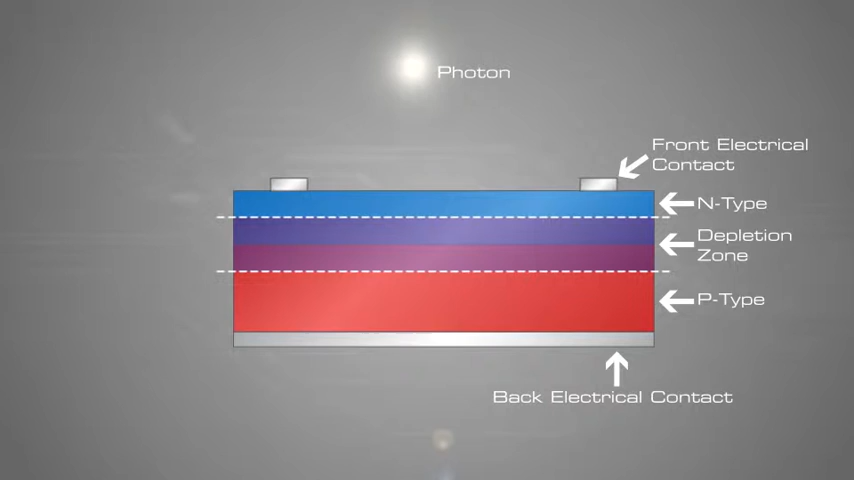 Photon
Front Electrical
Contact
N-Type
Depletion
Zone
P-Type
Back Electrical Contact